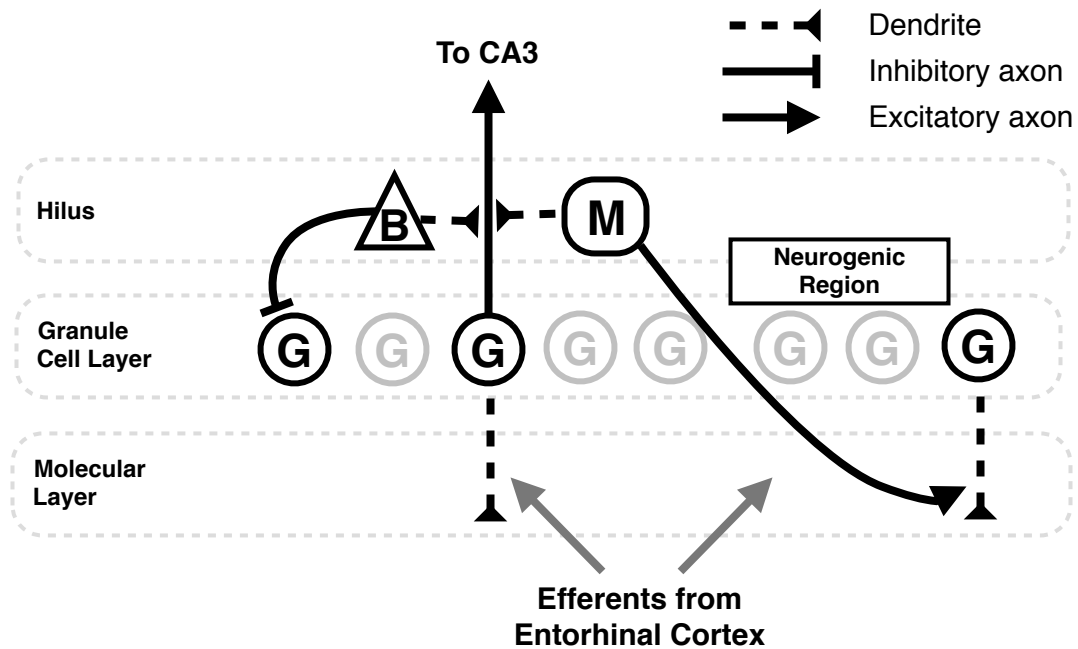 To CA3
Dendrite
Inhibitory axon
Excitatory axon
Hilus
B
M
Neurogenic
Region
Granule
Cell Layer
G G G G G G G G
Molecular
Layer
Efferents from
Entorhinal Cortex